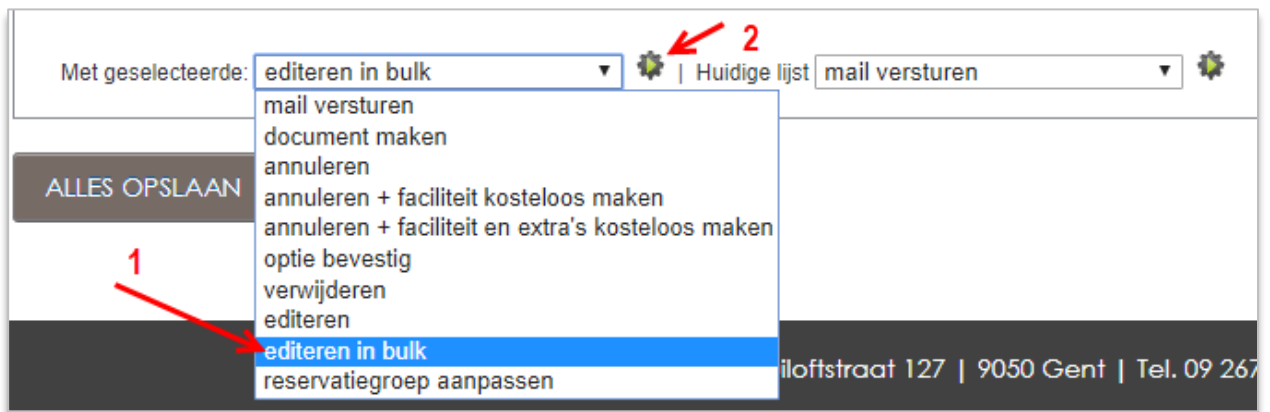 2
Met geselecteerde: editeren in bulk | Huidige lijst mail versturen
mail versturen
document maken
annuleren
ALLES OPSLAAN
annuleren + faciliteit kosteloos maken
annuleren + faciliteit en extra's kosteloos maken
1
optie bevestig
verwijderen
editeren
editeren in bulk
iloftstraat 127 | 9050 Gent | Tel. 09 267
reservatiegroep aanpassen